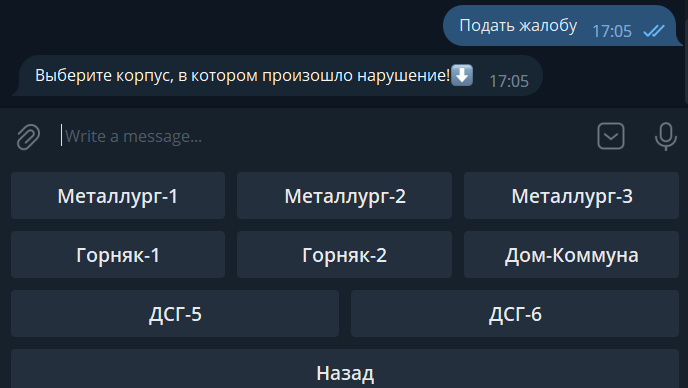 Подать жалобу 17:05
Выберите корпус, в котором произошло нарушение!⬇️ 17:05
Write a message...
Металлург-1 Металлург-2 Металлург-3
Горняк-1 Горняк-2 Дом-Коммуна
ДСГ-5 ДСГ-6
Назад